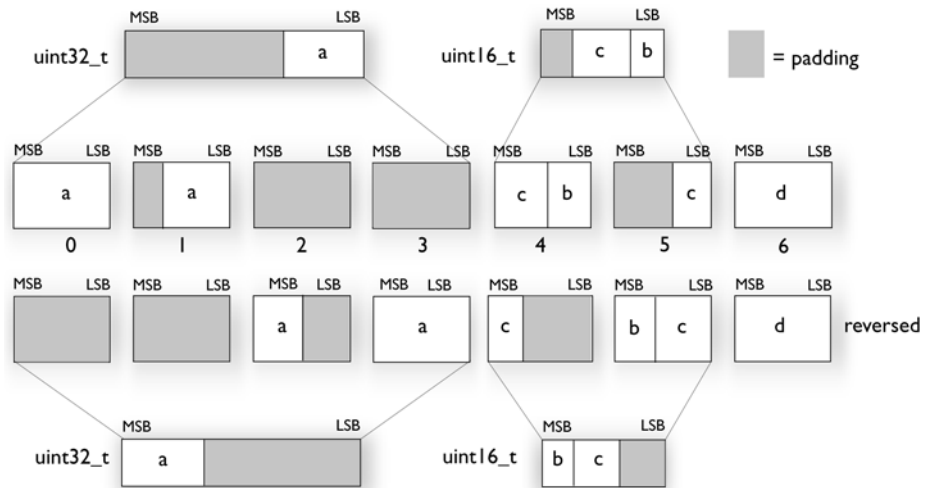 MSB LSB MSB LSB
uint32_t a uint16_t c b = padding
MSB LSB MSB LSB MSB LSB MSB LSB MSB LSB MSB LSB MSB LSB
a a c b c d
0 1 2 3 4 5 6
MSB LSB MSB LSB MSB LSB MSB LSB MSB LSB MSB LSB MSB LSB
a a c b c d reversed
MSB LSB MSB LSB
uint32_t a uint16_t b c